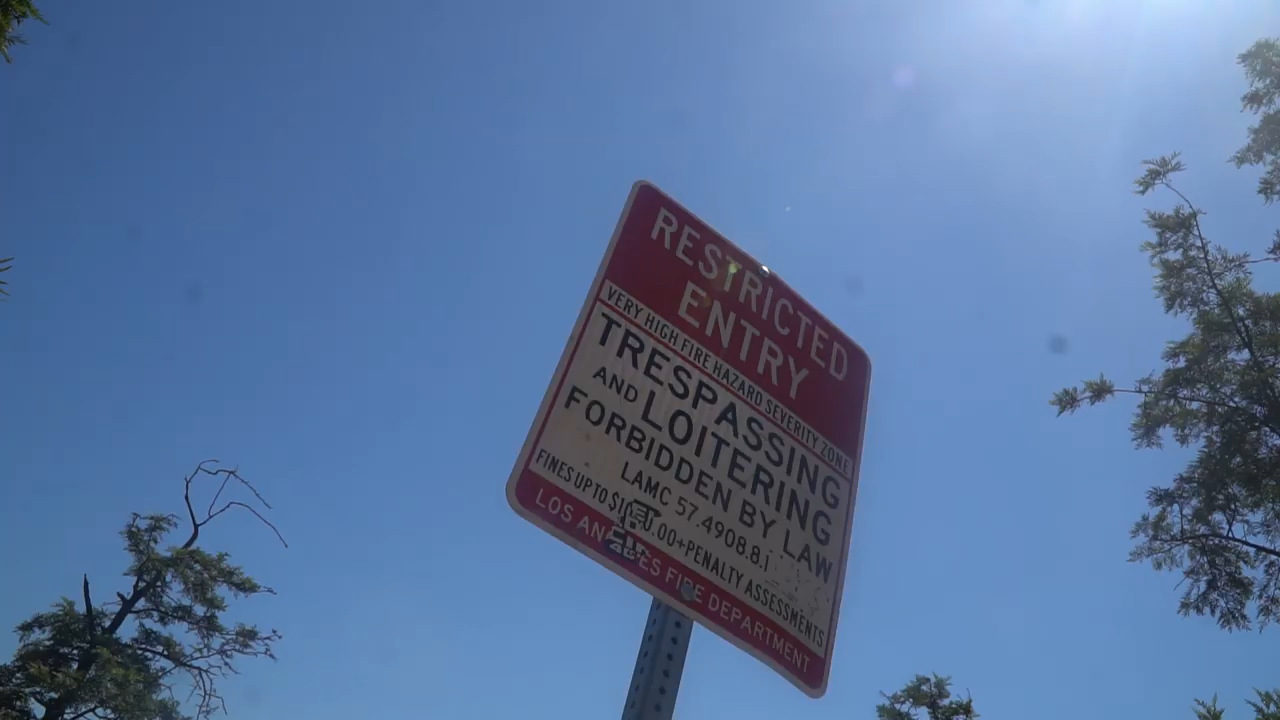 RESTRICTED
ENTRY
VERY HIGH FIRE HAZARD SEVERITY ZONE
TRESPASSING
AND LOITERING
FORBIDDEN BY LAW
LAMC 57.4908.8.1
FINES UP TO .00+PENALTY ASSESSMENTS
LOS ANGELES FIRE DEPARTMENT